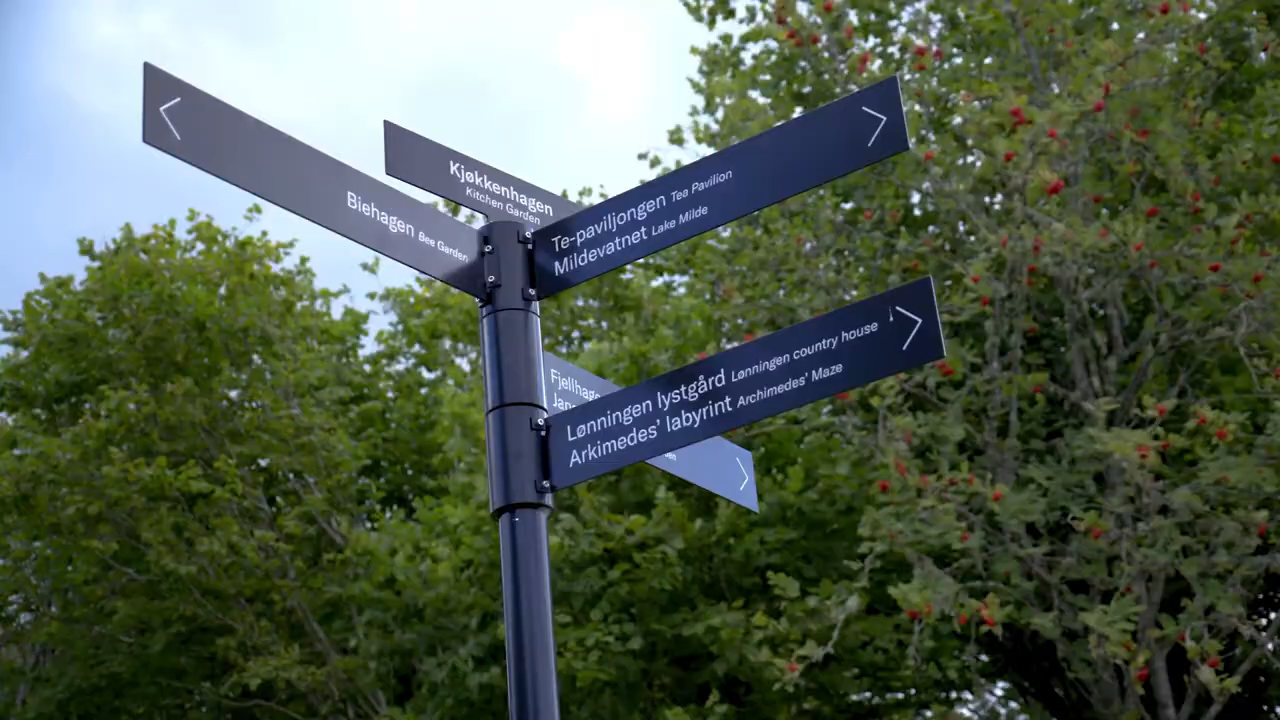 Kjøkkenhagen
Kitchen Garden
Biehagen Bee Garden
Te-paviljongen Tea Pavilion
Mildevatnet Lake Milde
Lønningen lystgård Lønningen country house
Arkimedes' labyrint Archimedes' Maze